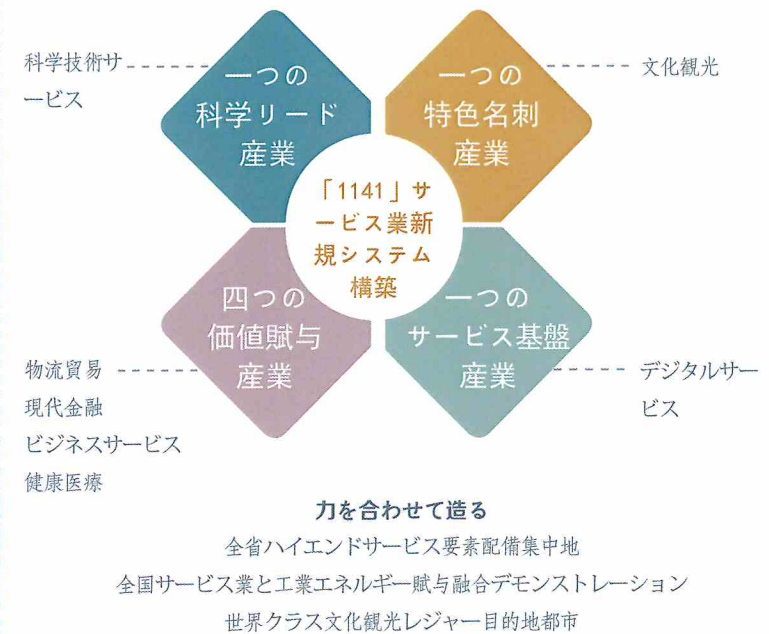 科学技術サ
ービス
一つの
科学リード
産業
一つの
特色名刺
産業
文化観光
「1141」サ
ービス業新
規システム
構築
物流貿易
現代金融
ビジネスサービス
健康医療
四つの
価値賦与
産業
一つの
サービス基盤
産業
デジタルサー
ビス
力を合わせて造る
全省ハイエンドサービス要素配備集中地
全国サービス業と工業エネルギー賦与融合デモンストレーション
世界クラス文化観光レジャー目的地都市